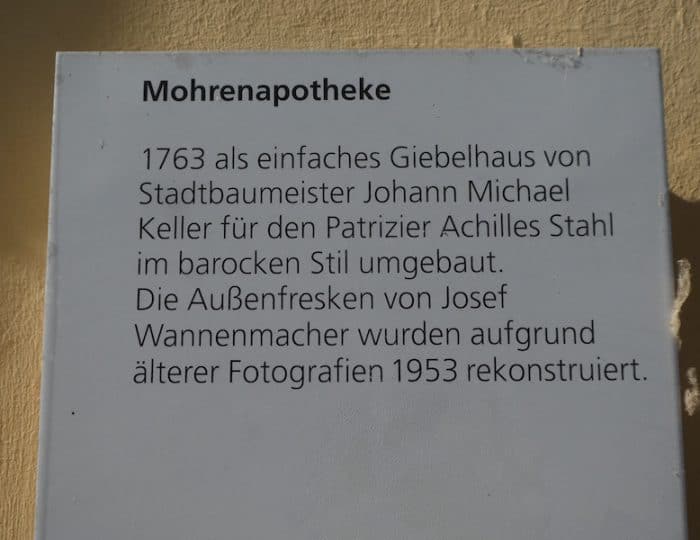 Mohrenapotheke
1763 als einfaches Giebelhaus von
Stadtbaumeister Johann Michael
Keller für den Patrizier Achilles Stahl
im barocken Stil umgebaut.
Die Außenfresken von Josef
Wannenmacher wurden aufgrund
älterer Fotografien 1953 rekonstruiert.